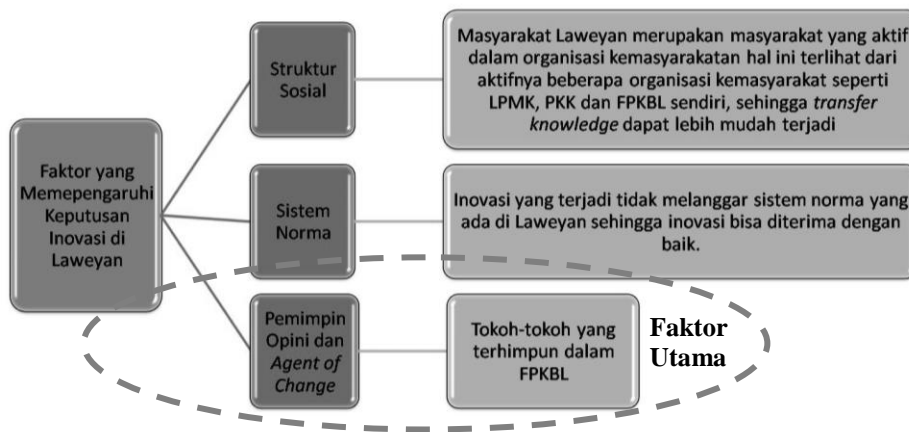 Faktor yang
Memepengaruhi
Keputusan
Inovasi di
Laweyan
Struktur
Sosial
Masyarakat Laweyan merupakan masyarakat yang aktif
dalam organisasi kemasyarakatan hal ini terlihat dari
aktifnya beberapa organisasi kemasyarakat seperti
LPMK, PKK dan FPKBL sendiri, sehingga transfer
knowledge dapat lebih mudah terjadi
Sistem
Norma
Inovasi yang terjadi tidak melanggar sistem norma yang
ada di Laweyan sehingga inovasi bisa diterima dengan
baik.
Pemimpin
Opini dan
Agent of
Change
Tokoh-tokoh yang
terhimpun dalam
FPKBL
Faktor
Utama